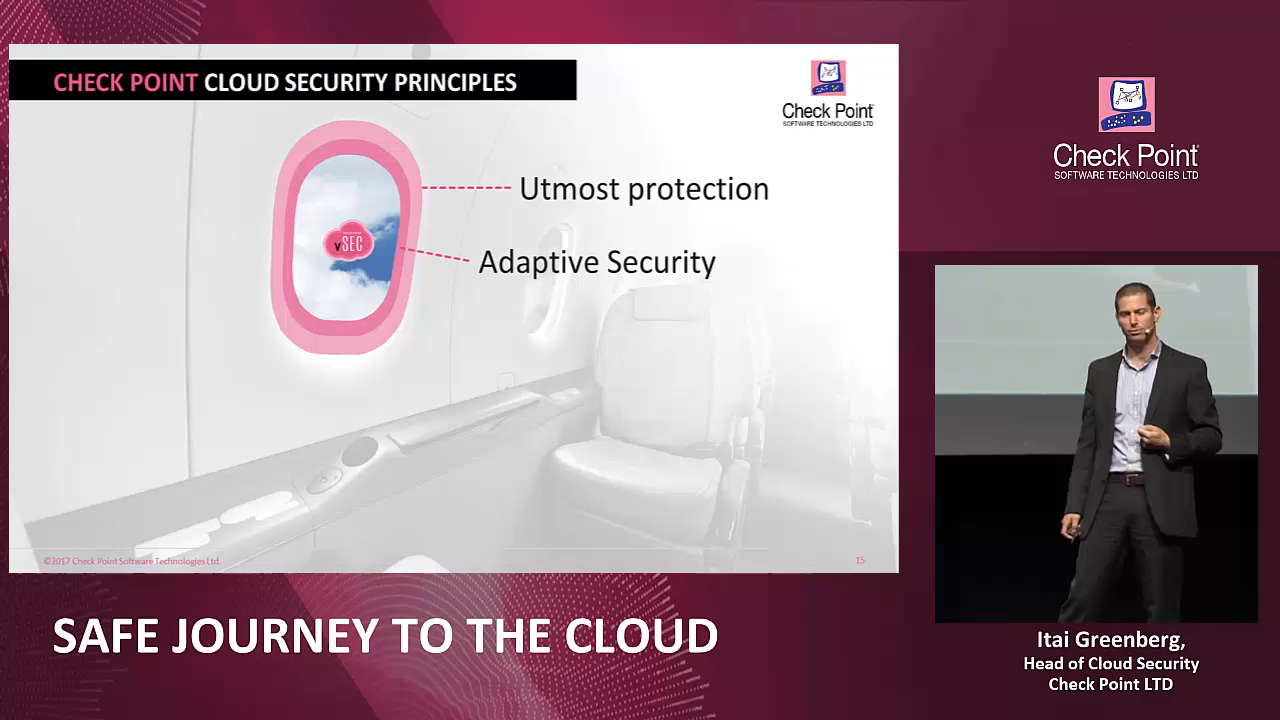 CHECK POINT CLOUD SECURITY PRINCIPLES
Check Point
SOFTWARE TECHNOLOGIES LTD
Utmost protection
vSEC
Adaptive Security
©2017 Check Point Software Technologies Ltd.
15
Check Point
SOFTWARE TECHNOLOGIES LTD
SAFE JOURNEY TO THE CLOUD
Itai Greenberg,
Head of Cloud Security
Check Point LTD